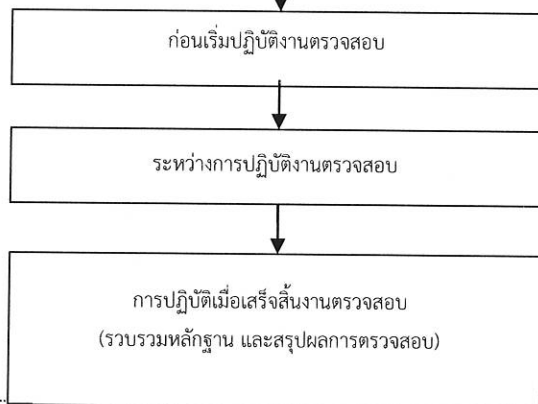 ก่อนเริ่มปฏิบัติงานตรวจสอบ
ระหว่างการปฏิบัติงานตรวจสอบ
การปฏิบัติเมื่อเสร็จสิ้นงานตรวจสอบ
(รวบรวมหลักฐาน และสรุปผลการตรวจสอบ)